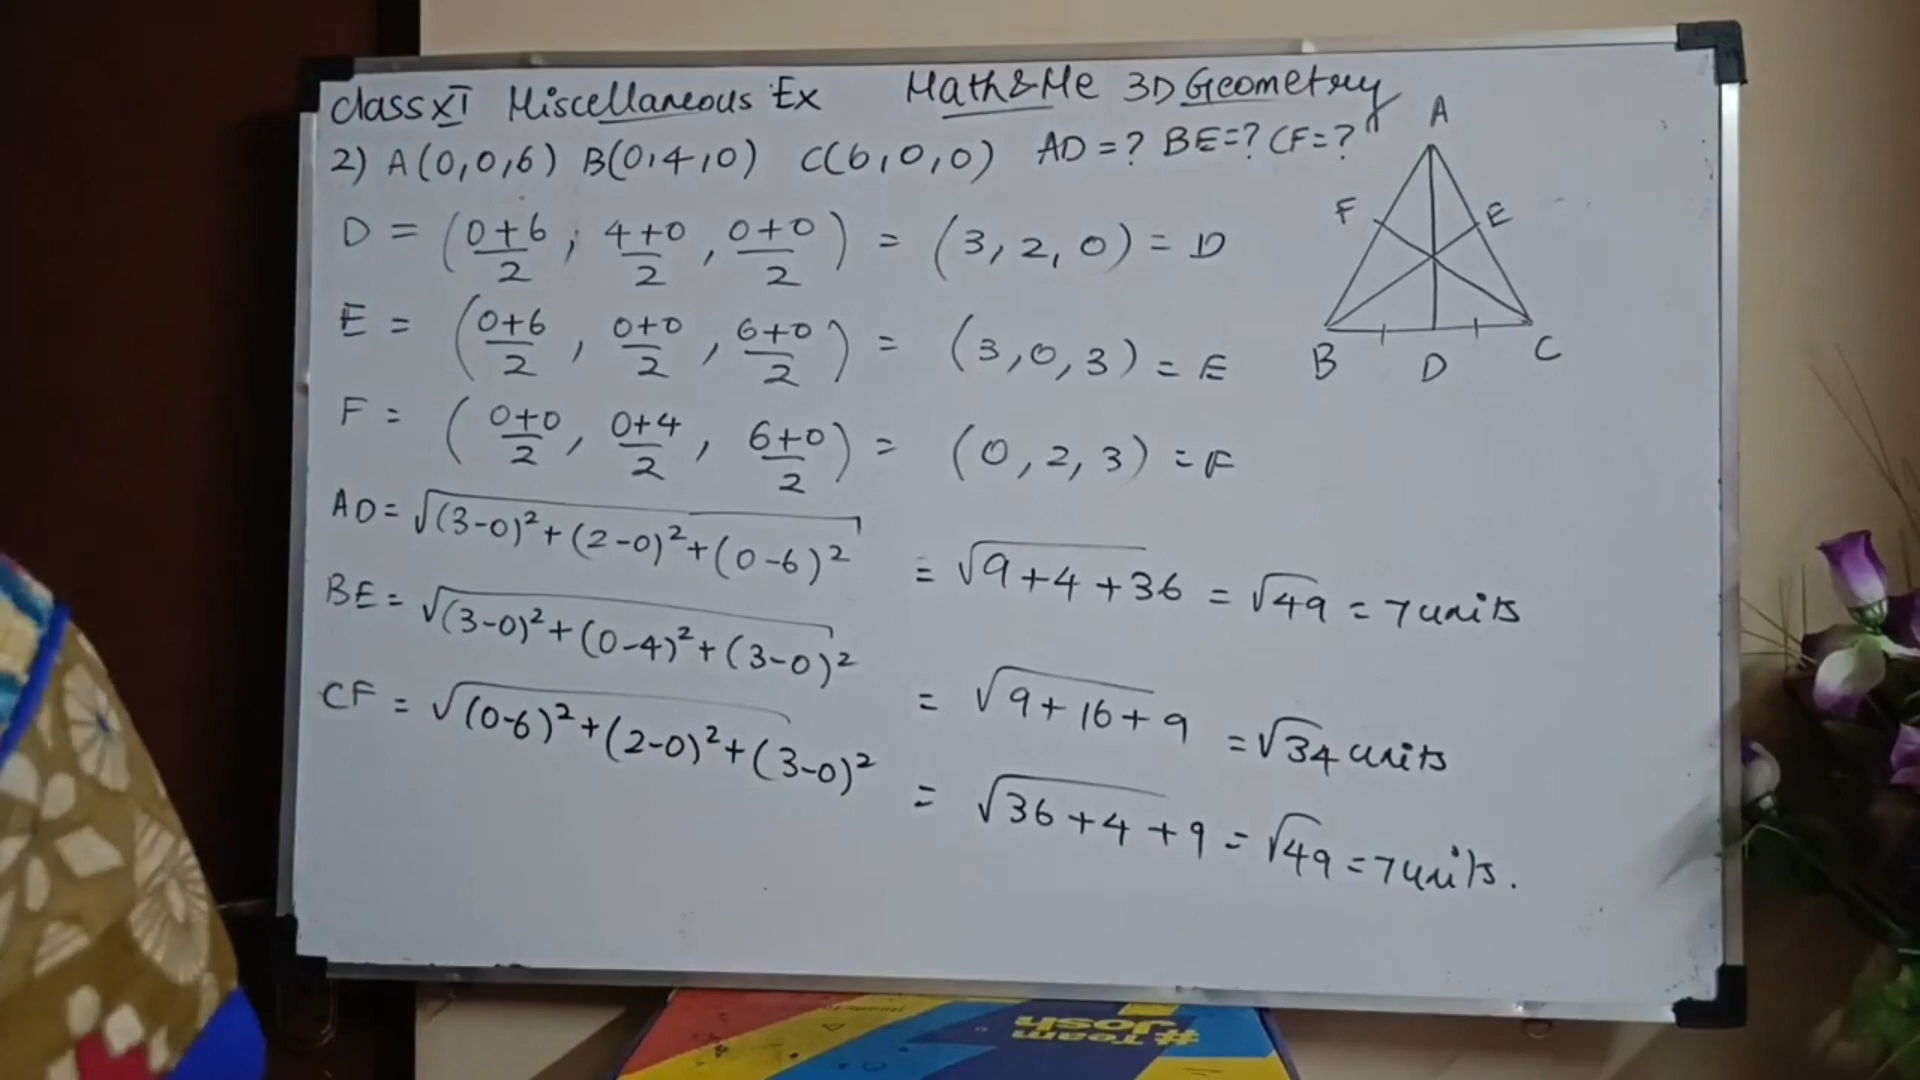 Class XI Miscellaneous Ex Math&Me 3D Geometry
2) A(0,0,6) B(0,4,0) C(6,0,0) AD=? BE=? CF=?
A
F E
B D C
D = (0+6/2, 4+0/2, 0+0/2) = (3, 2, 0) = D
E = (0+6/2, 0+0/2, 6+0/2) = (3,0,3) = E
F = (0+0/2, 0+4/2, 6+0/2) = (0,2,3) = F
AD = √(3-0)²+(2-0)²+(0-6)² = √9+4+36 = √49 = 7 units
BE = √(3-0)²+(0-4)²+(3-0)² = √9+16+9 = √34 units
CF = √(0-6)²+(2-0)²+(3-0)² = √36+4+9 = √49 = 7 units.
#Team
Josh